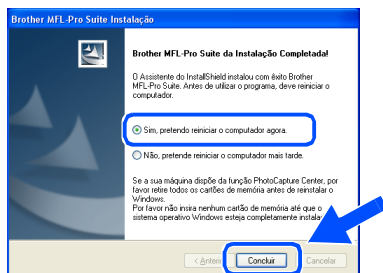 Brother MFL-Pro Suite Instalação
Brother MFL-Pro Suite da Instalação Completada!
O Assistente do InstallShield instalou com êxito Brother
MFL-Pro Suite. Antes de utilizar o programa, deve reiniciar o
computador.
Sim, pretendo reiniciar o computador agora.
Não, pretende reiniciar o computador mais tarde.
Se a sua máquina dispõe da função PhotoCapture Center, por
favor retire todos os cartões de memória antes de reinstalar o
Windows.
Por favor não insira nenhum cartão de memória até que o
sistema operativo Windows esteja completamente instala
< Anteri Concluir Cancelar